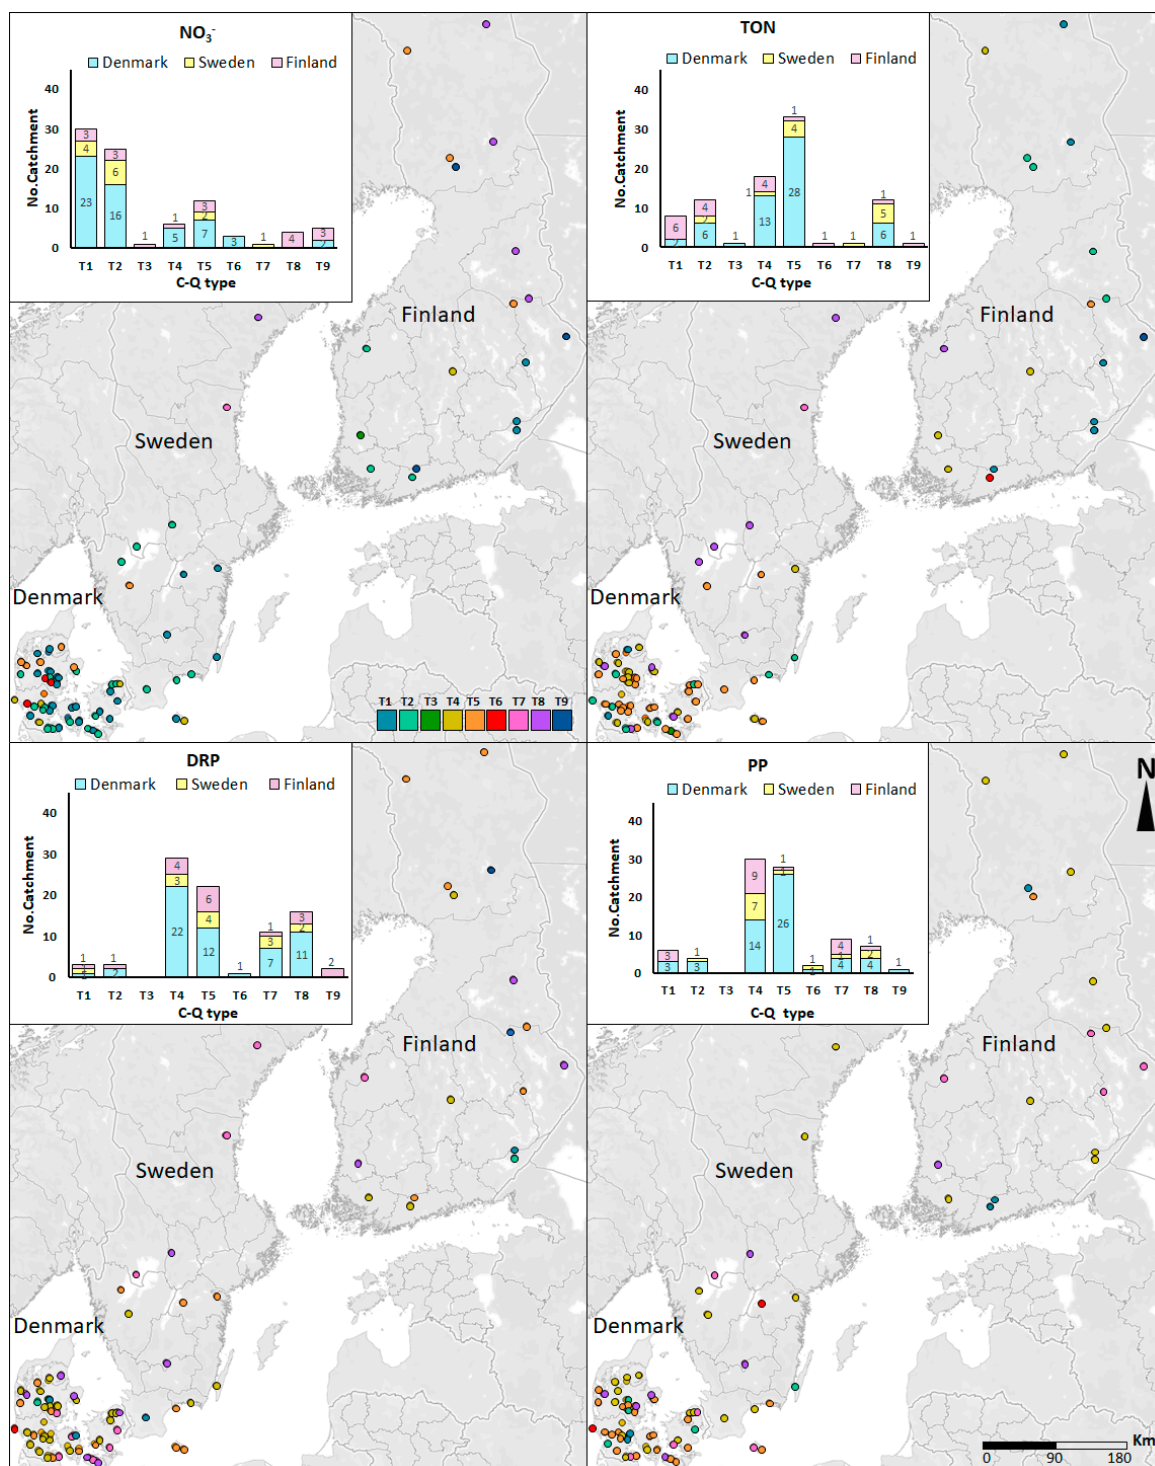 NO₃⁻
Denmark Sweden Finland
No.Catchment
40
30
20
10
0
3
4
23
3
6
16
1
1
5
3
2
7
3
1
4
3
2
T1 T2 T3 T4 T5 T6 T7 T8 T9
C-Q type
Finland
Sweden
Denmark
T1 T2 T3 T4 T5 T6 T7 T8 T9
TON
Denmark Sweden Finland
No.Catchment
40
30
20
10
0
6
2
4
2
6
1
4
1
13
1
4
28
1
1
1
5
6
1
T1 T2 T3 T4 T5 T6 T7 T8 T9
C-Q type
Finland
Sweden
Denmark
DRP
Denmark Sweden Finland
No.Catchment
40
30
20
10
0
1
1
2
4
3
22
6
4
12
1
1
3
7
3
2
11
2
T1 T2 T3 T4 T5 T6 T7 T8 T9
C-Q type
Finland
Sweden
Denmark
PP
Denmark Sweden Finland
No.Catchment
40
30
20
10
0
3
3
1
3
9
7
14
1
1
26
1
1
4
1
4
1
2
4
1
T1 T2 T3 T4 T5 T6 T7 T8 T9
C-Q type
N
Finland
Sweden
Denmark
Km
0 90 180